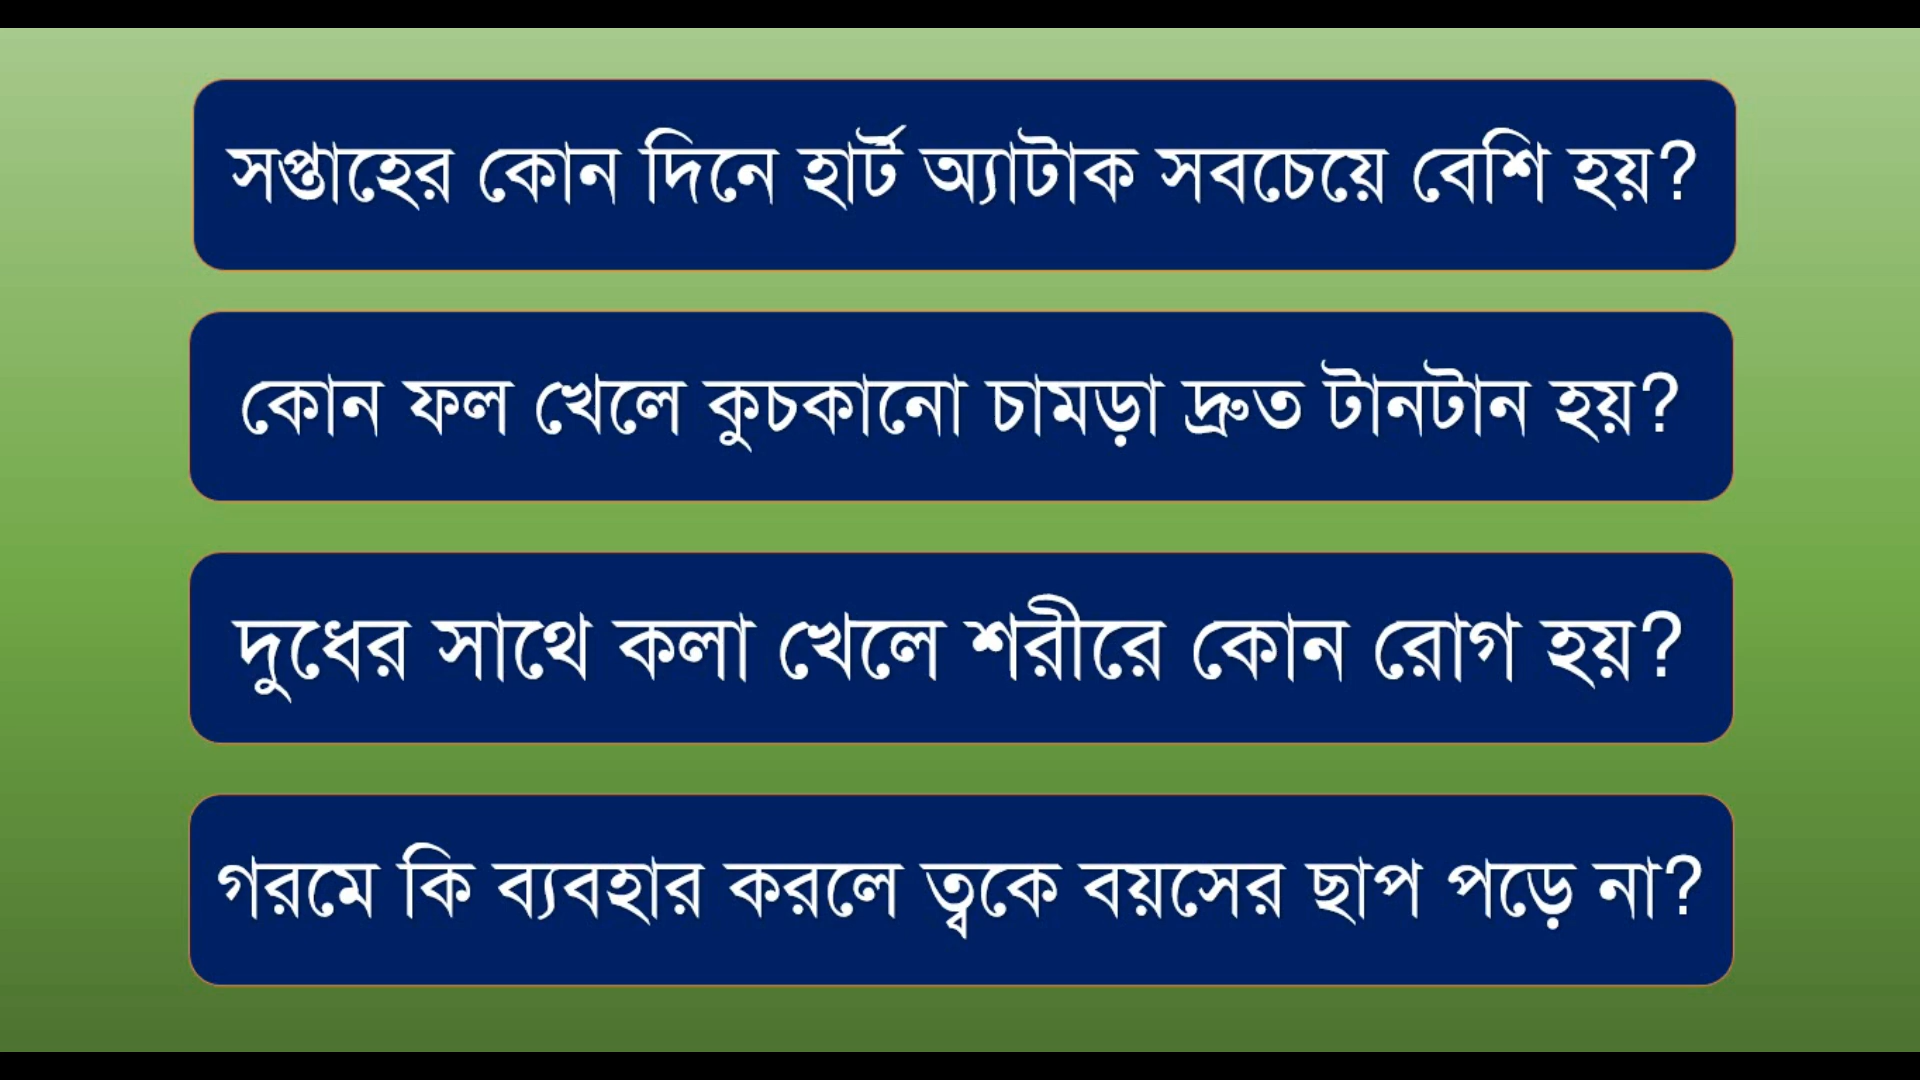 সপ্তাহের কোন দিনে হার্ট অ্যাটাক সবচেয়ে বেশি হয়?
কোন ফল খেলে কুচকানো চামড়া দ্রুত টানটান হয়?
দুধের সাথে কলা খেলে শরীরে কোন রোগ হয়?
গরমে কি ব্যবহার করলে ত্বকে বয়সের ছাপ পড়ে না?